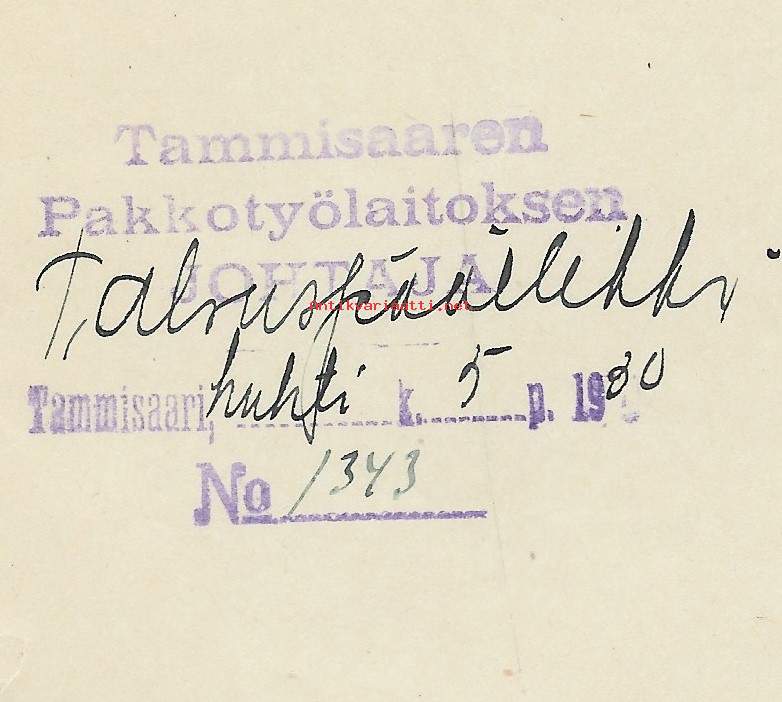 Tammisaaren
Pakkotyölaitoksen
JOHTAJA
Talouspäällikkö
Antikvariaatti.net
Tammisaari, huhti k. 5 p. 1930
No 1343